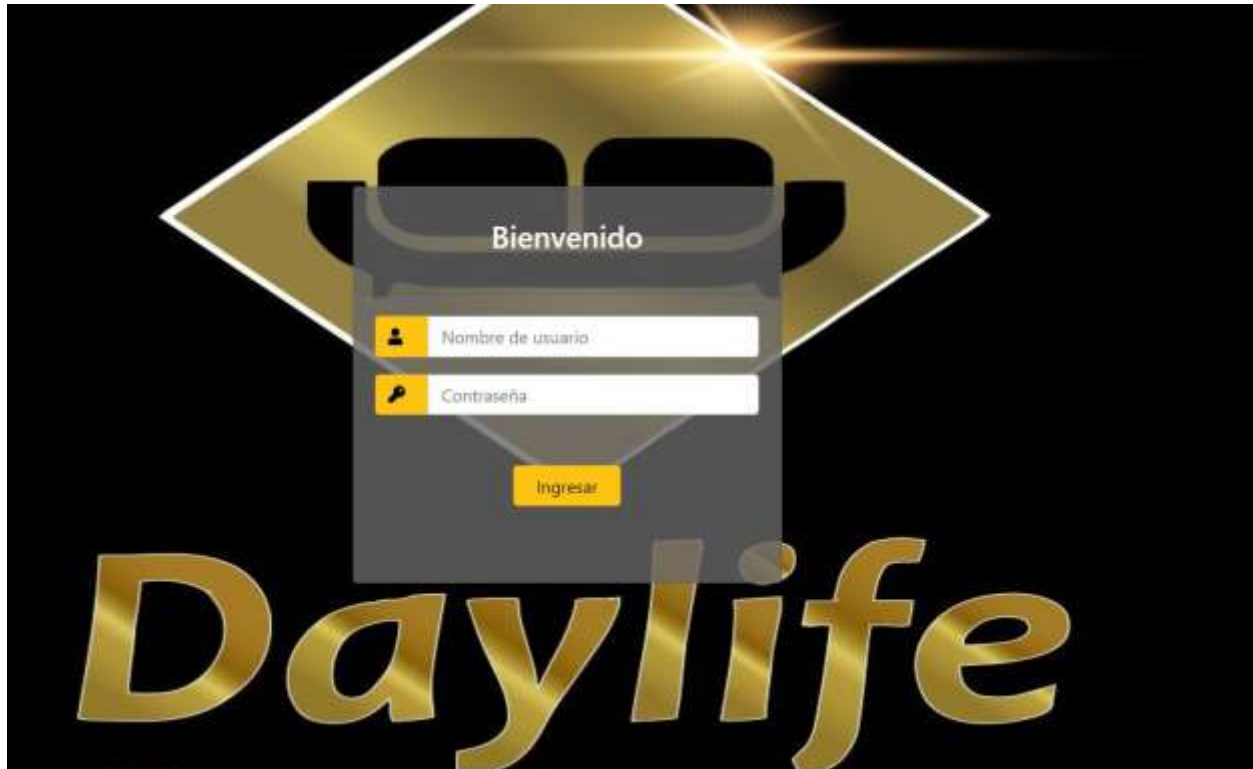 Bienvenido
Nombre de usuario
Contraseña
Ingresar
Daylife